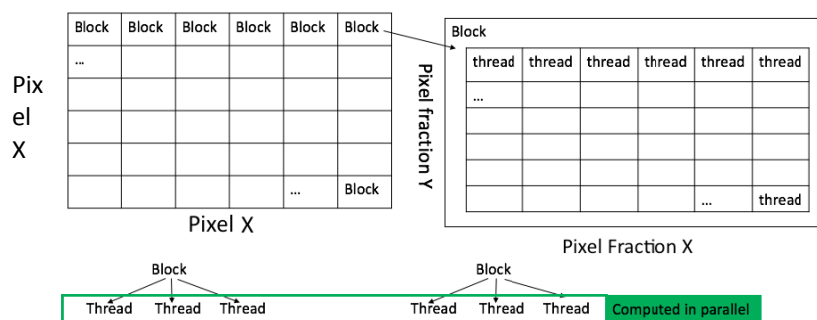 Block Block Block Block Block Block
...
... Block
Pix
el
X
Pixel X
Block
thread thread thread thread thread thread
...
... thread
Pixel fraction Y
Pixel Fraction X
Block Block
Thread Thread Thread Thread Thread Thread Computed in parallel